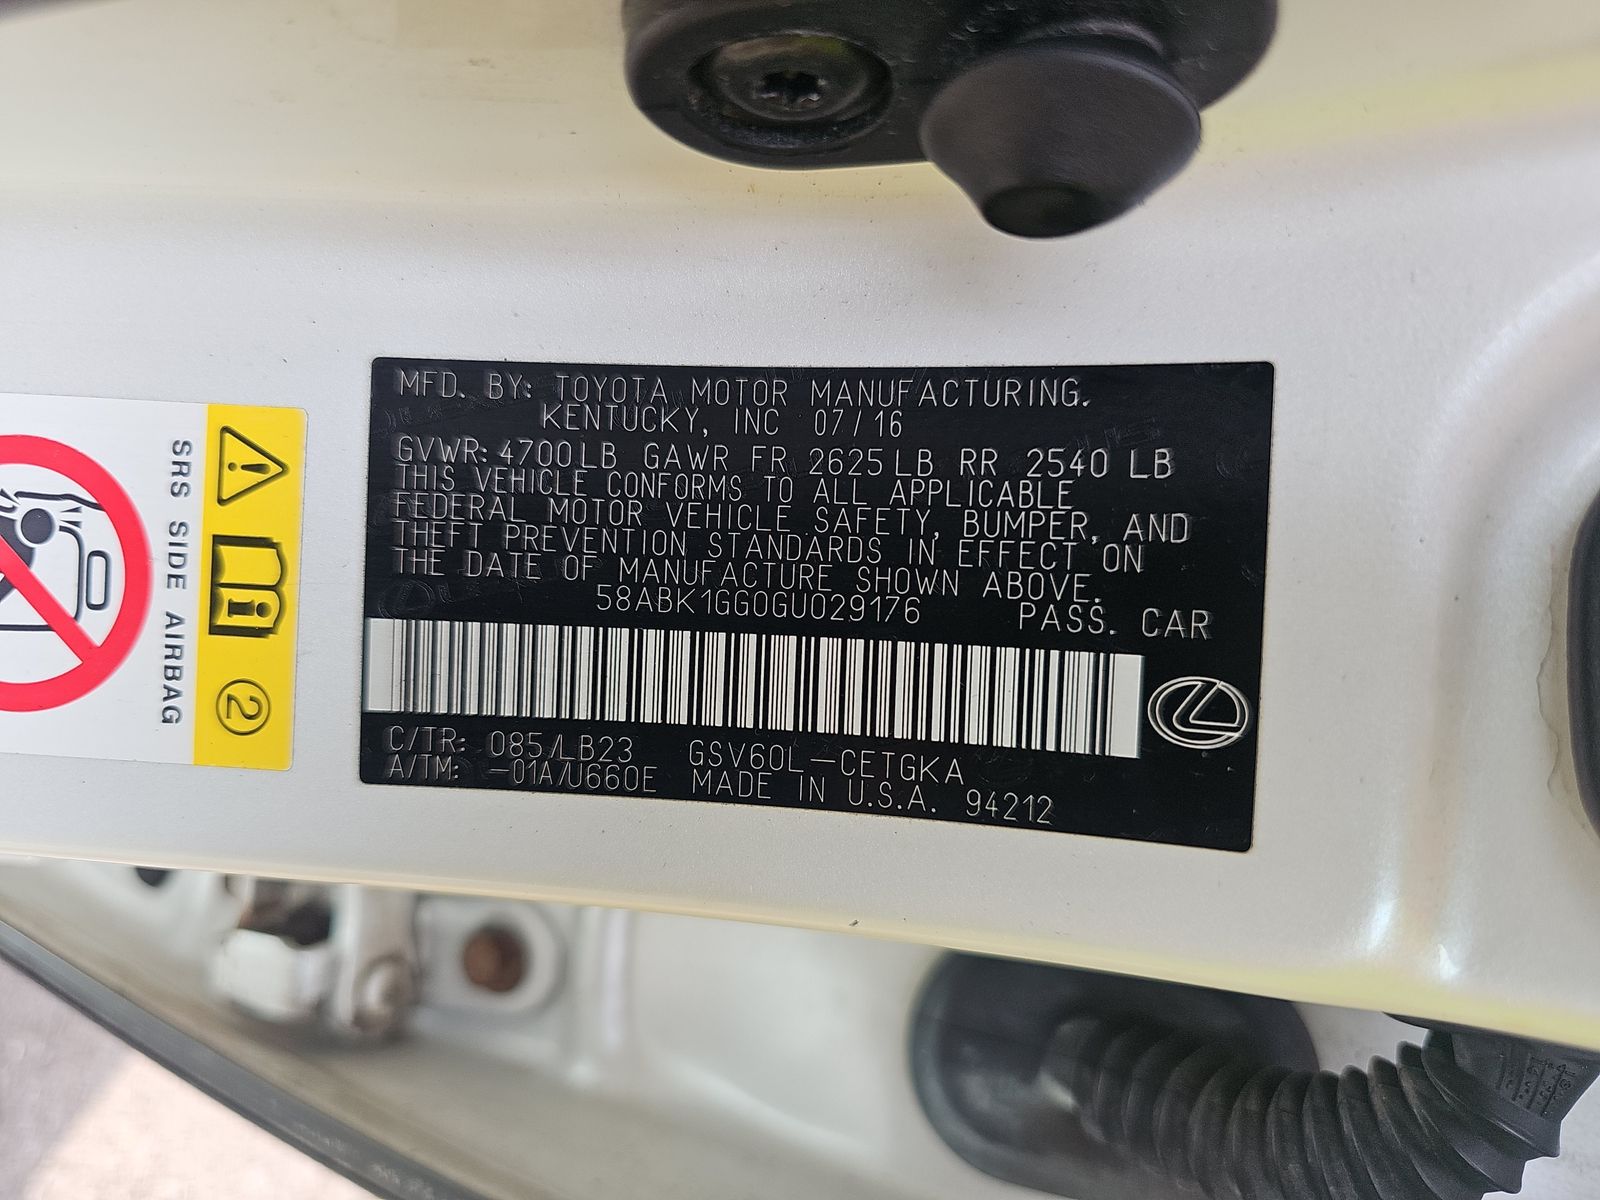 MFD. BY: TOYOTA MOTOR MANUFACTURING.
KENTUCKY, INC 07/16
GVWR: 4700LB GAWR FR 2625LB RR 2540 LB
THIS VEHICLE CONFORMS TO ALL APPLICABLE
FEDERAL MOTOR VEHICLE SAFETY, BUMPER, AND
THEFT PREVENTION STANDARDS IN EFFECT ON
THE DATE OF MANUFACTURE SHOWN ABOVE.
58ABK1GG0GU029176 PASS. CAR
C/TR: 085/LB23 GSV60L-CETGKA
A/TM: -01A/U660E MADE IN U.S.A. 94212
SRS SIDE AIRBAG
2